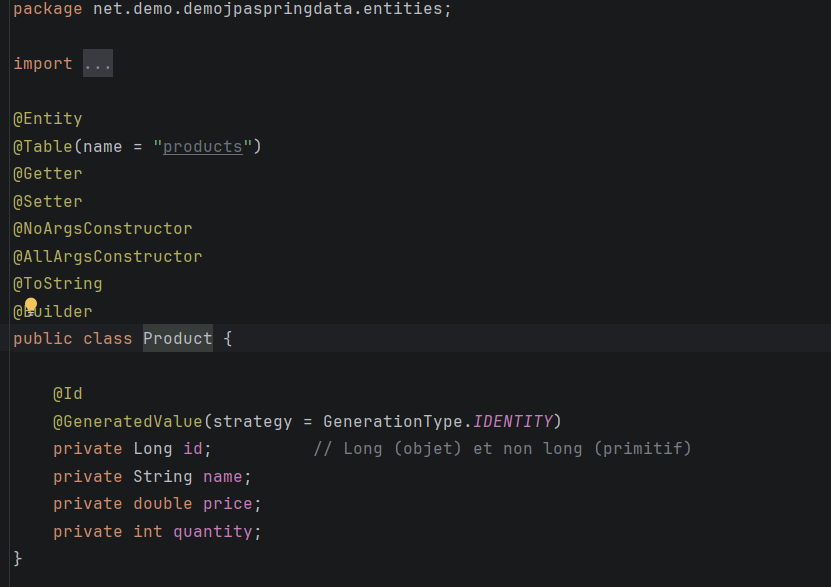 package net.demo.demojpaspringdata.entities;
import ...
@Entity
@Table(name = "products")
@Getter
@Setter
@NoArgsConstructor
@AllArgsConstructor
@ToString
@Builder
public class Product {
@Id
@GeneratedValue(strategy = GenerationType.IDENTITY)
private Long id; // Long (objet) et non long (primitif)
private String name;
private double price;
private int quantity;
}